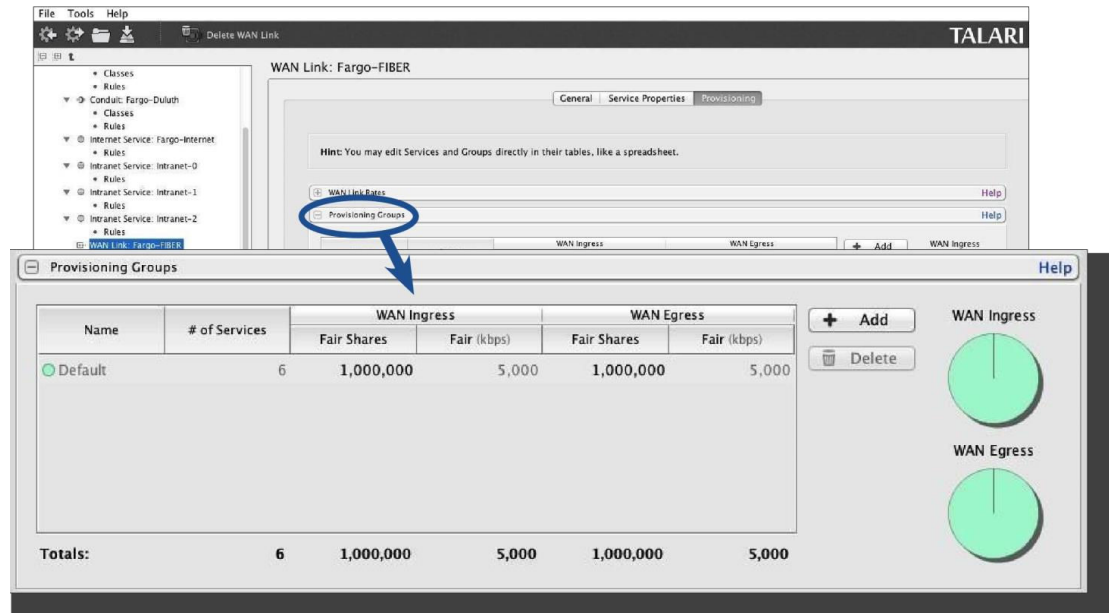 File Tools Help
Delete WAN Link
TALARI
WAN Link: Fargo-FIBER
• Classes
• Rules
Conduit: Fargo-Duluth
• Classes
• Rules
Internet Service: Fargo-Internet
• Rules
Intranet Service: Intranet-0
• Rules
Intranet Service: Intranet-1
• Rules
Intranet Service: Intranet-2
• Rules
WAN Link: Fargo-FIBER
General Service Properties Provisioning
Hint: You may edit Services and Groups directly in their tables, like a spreadsheet.
WAN Link Rates Help
Provisioning Groups Help
WAN Ingress WAN Egress + Add WAN Ingress
Provisioning Groups Help
Name # of Services WAN Ingress WAN Egress
Fair Shares Fair (kbps) Fair Shares Fair (kbps)
Default 6 1,000,000 5,000 1,000,000 5,000
Totals: 6 1,000,000 5,000 1,000,000 5,000
+ Add
Delete
WAN Ingress
WAN Egress